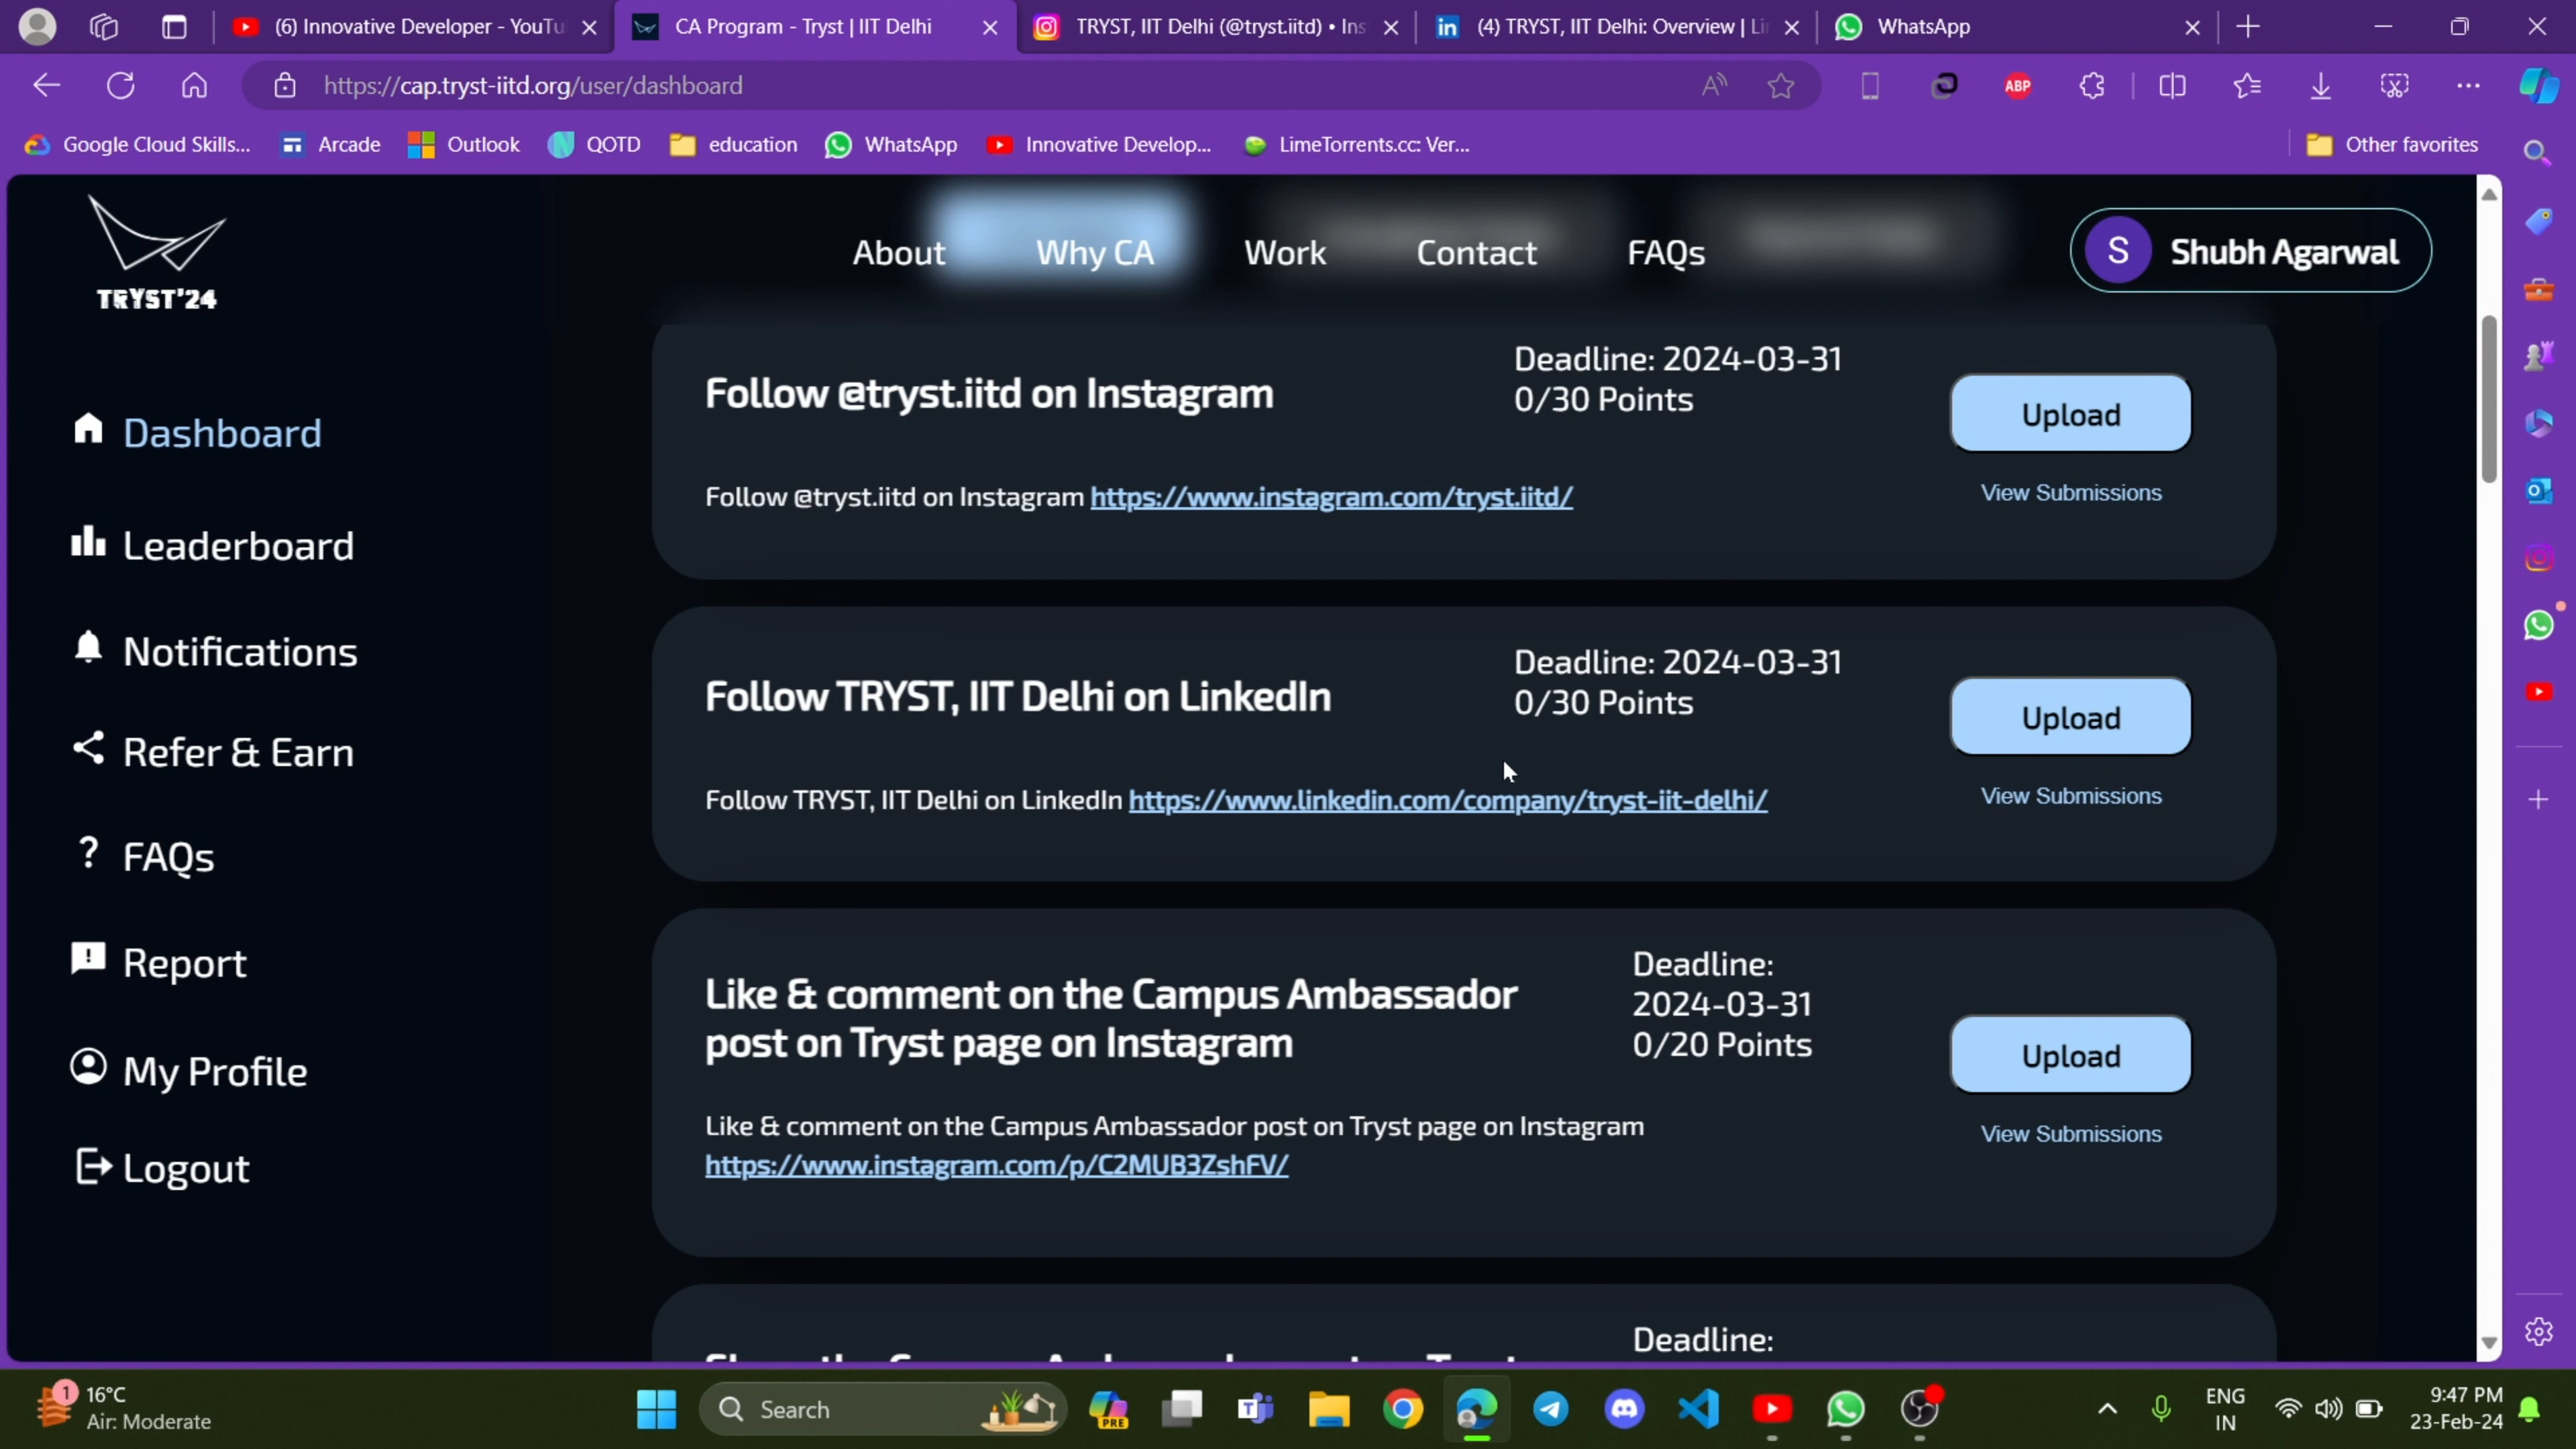 (6) Innovative Developer - YouTu
CA Program - Tryst | IIT Delhi
TRYST, IIT Delhi (@tryst.iitd) • Ins
(4) TRYST, IIT Delhi: Overview | Li
WhatsApp
https://cap.tryst-iitd.org/user/dashboard
ABP
Google Cloud Skills...
Arcade
Outlook
QOTD
education
WhatsApp
Innovative Develop...
LimeTorrents.cc: Ver...
Other favorites
TRYST'24
About
Why CA
Work
Contact
FAQs
S
Shubh Agarwal
Dashboard
Leaderboard
Notifications
Refer & Earn
FAQs
Report
My Profile
Logout
Follow @tryst.iitd on Instagram
Deadline: 2024-03-31
0/30 Points
Upload
Follow @tryst.iitd on Instagram https://www.instagram.com/tryst.iitd/
View Submissions
Follow TRYST, IIT Delhi on LinkedIn
Deadline: 2024-03-31
0/30 Points
Upload
Follow TRYST, IIT Delhi on LinkedIn https://www.linkedin.com/company/tryst-iit-delhi/
View Submissions
Like & comment on the Campus Ambassador
post on Tryst page on Instagram
Deadline:
2024-03-31
0/20 Points
Upload
Like & comment on the Campus Ambassador post on Tryst page on Instagram
https://www.instagram.com/p/C2MUB3ZshFV/
View Submissions
Deadline:
1
16°C
Air: Moderate
Search
PRE
ENG
IN
9:47 PM
23-Feb-24